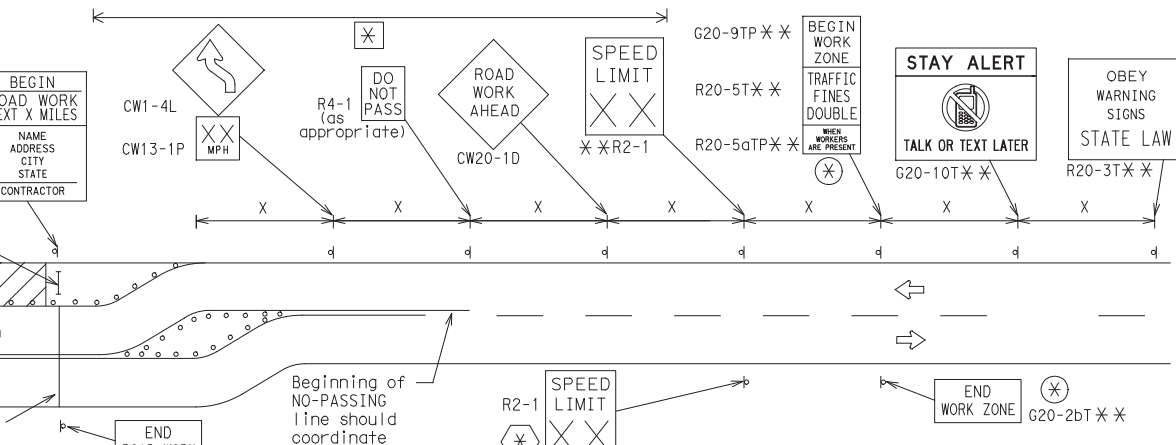 BEGIN
ROAD WORK
NEXT X MILES
NAME
ADDRESS
CITY
STATE
CONTRACTOR
CW1-4L
CW13-1P
XX
MPH
*
R4-1
(as
appropriate)
DO
NOT
PASS
ROAD
WORK
AHEAD
CW20-1D
SPEED
LIMIT
X X
* *R2-1
G20-9TP* *
R20-5T* *
R20-5aTP* *
BEGIN
WORK
ZONE
TRAFFIC
FINES
DOUBLE
WHEN
WORKERS
ARE PRESENT
*
STAY ALERT
TALK OR TEXT LATER
G20-10T* *
OBEY
WARNING
SIGNS
STATE LAW
R20-3T* *
X X X X X X X
Beginning of
NO-PASSING
line should
coordinate
R2-1
*
SPEED
LIMIT
X X
END
WORK ZONE
*
G20-2bT* *
END